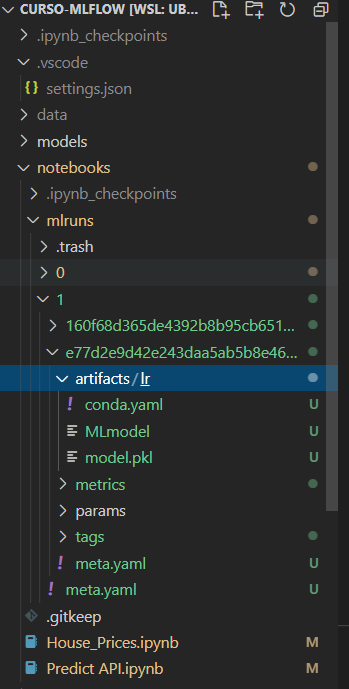 CURSO-MLFLOW [WSL: UB...
.ipynb_checkpoints
.vscode
{} settings.json
data
models
notebooks
.ipynb_checkpoints
mlruns
.trash
0
1
160f68d365de4392b8b95cb651...
e77d2e9d42e243daa5ab5b8e46...
artifacts/lr
! conda.yaml U
MLmodel U
model.pkl U
metrics
params
tags
! meta.yaml U
! meta.yaml U
.gitkeep
House_Prices.ipynb M
Predict API.ipynb M